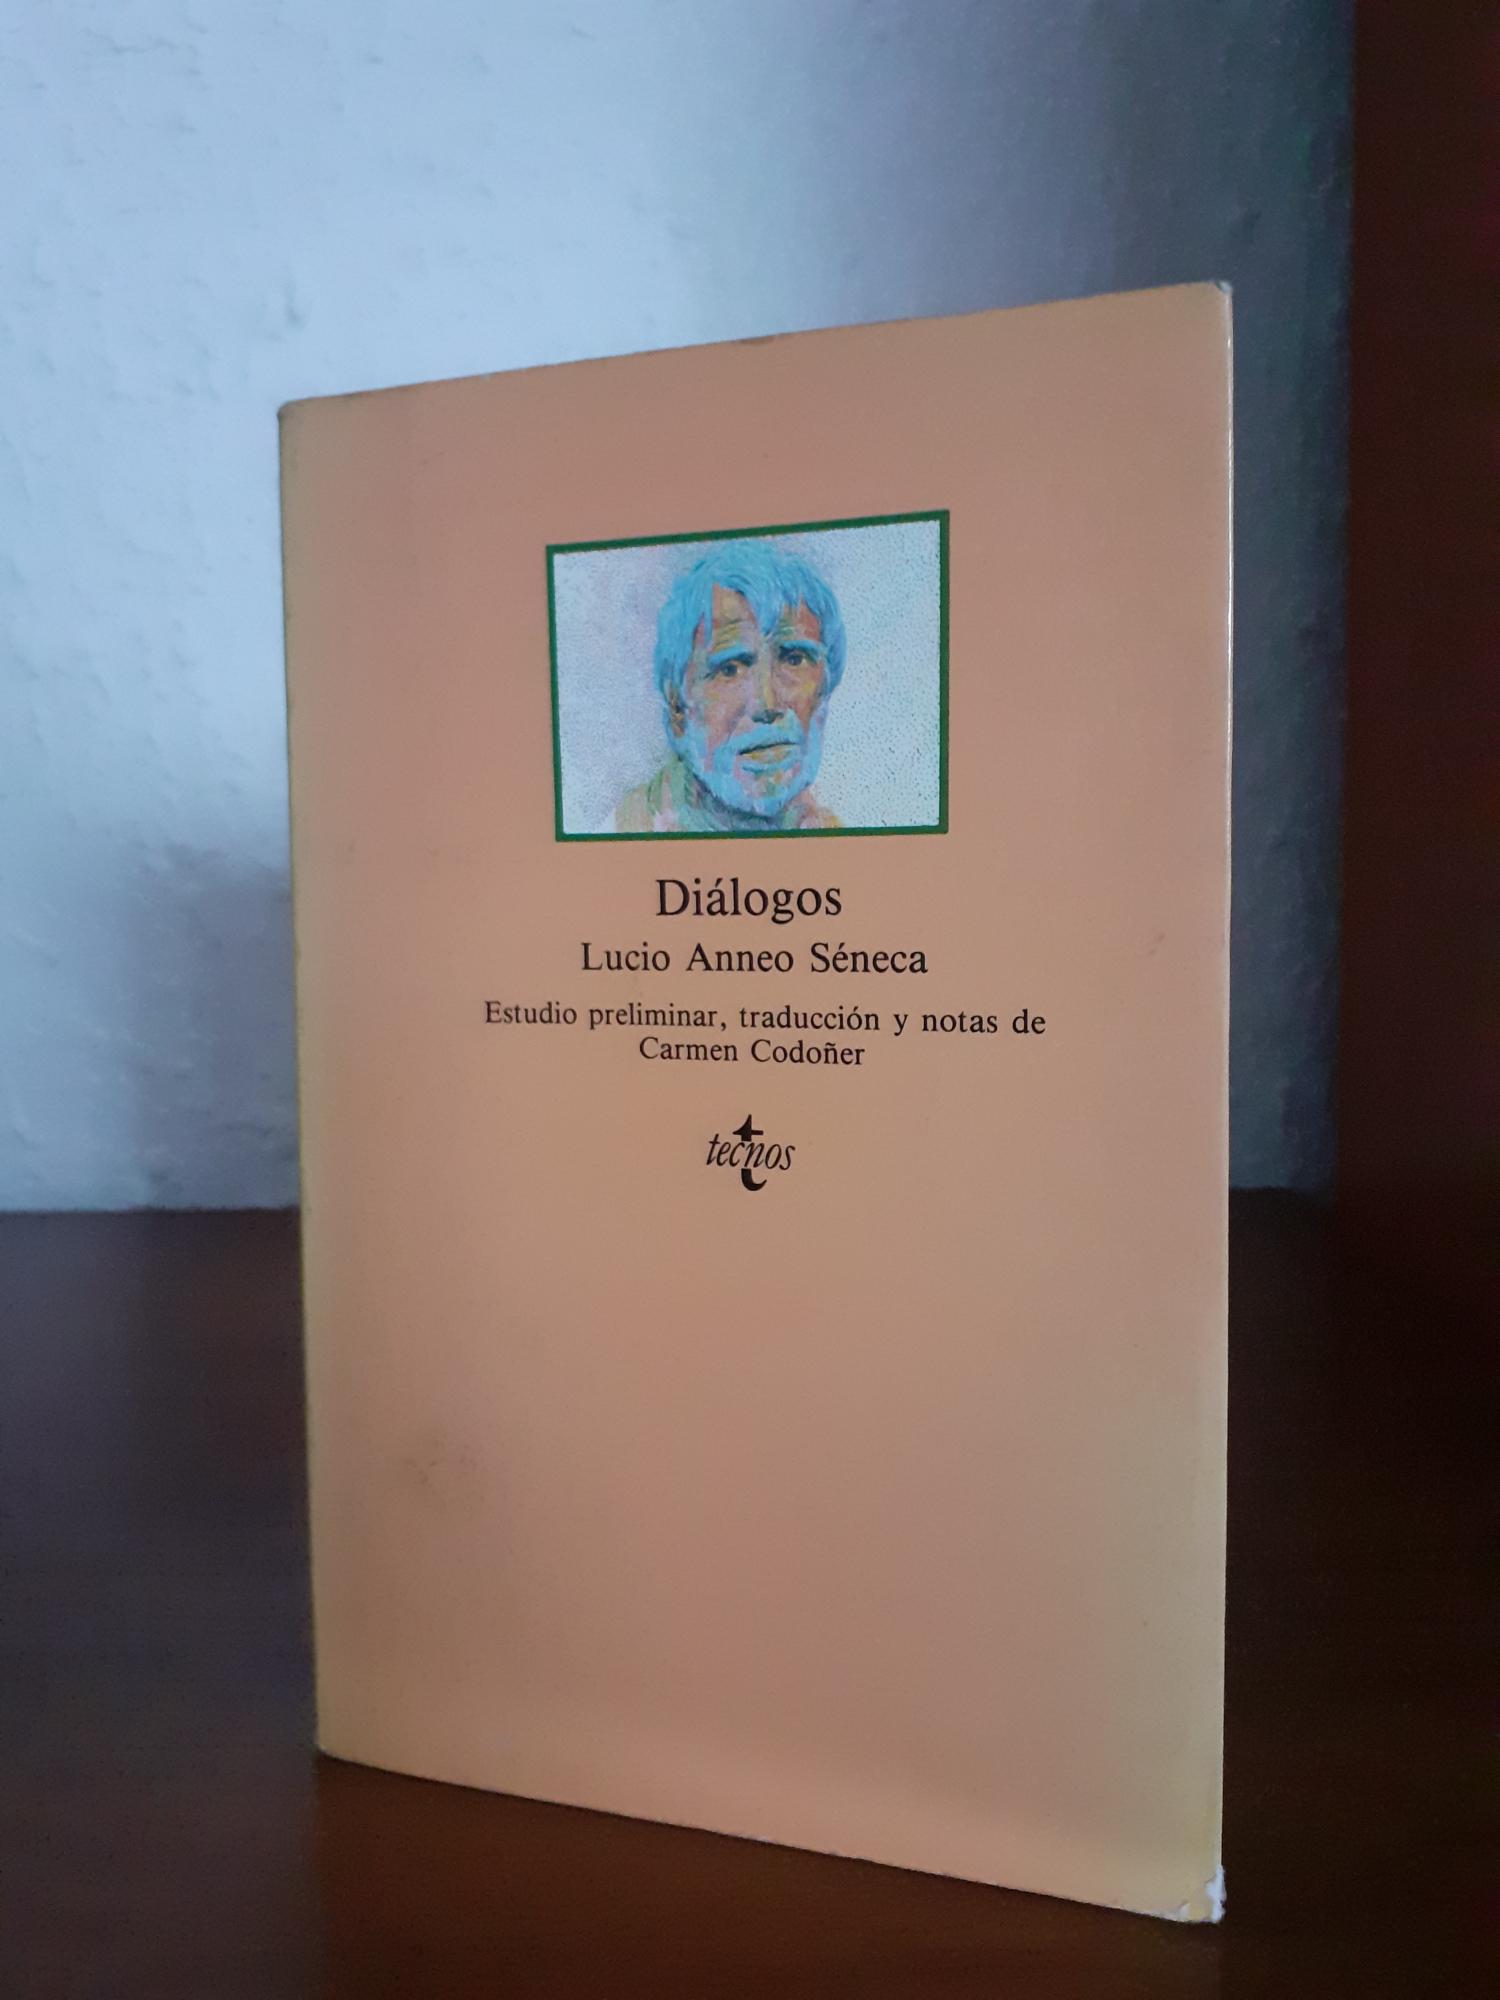 Diálogos
Lucio Anneo Séneca
Estudio preliminar, traducción y notas de
Carmen Codoñer
tecnos